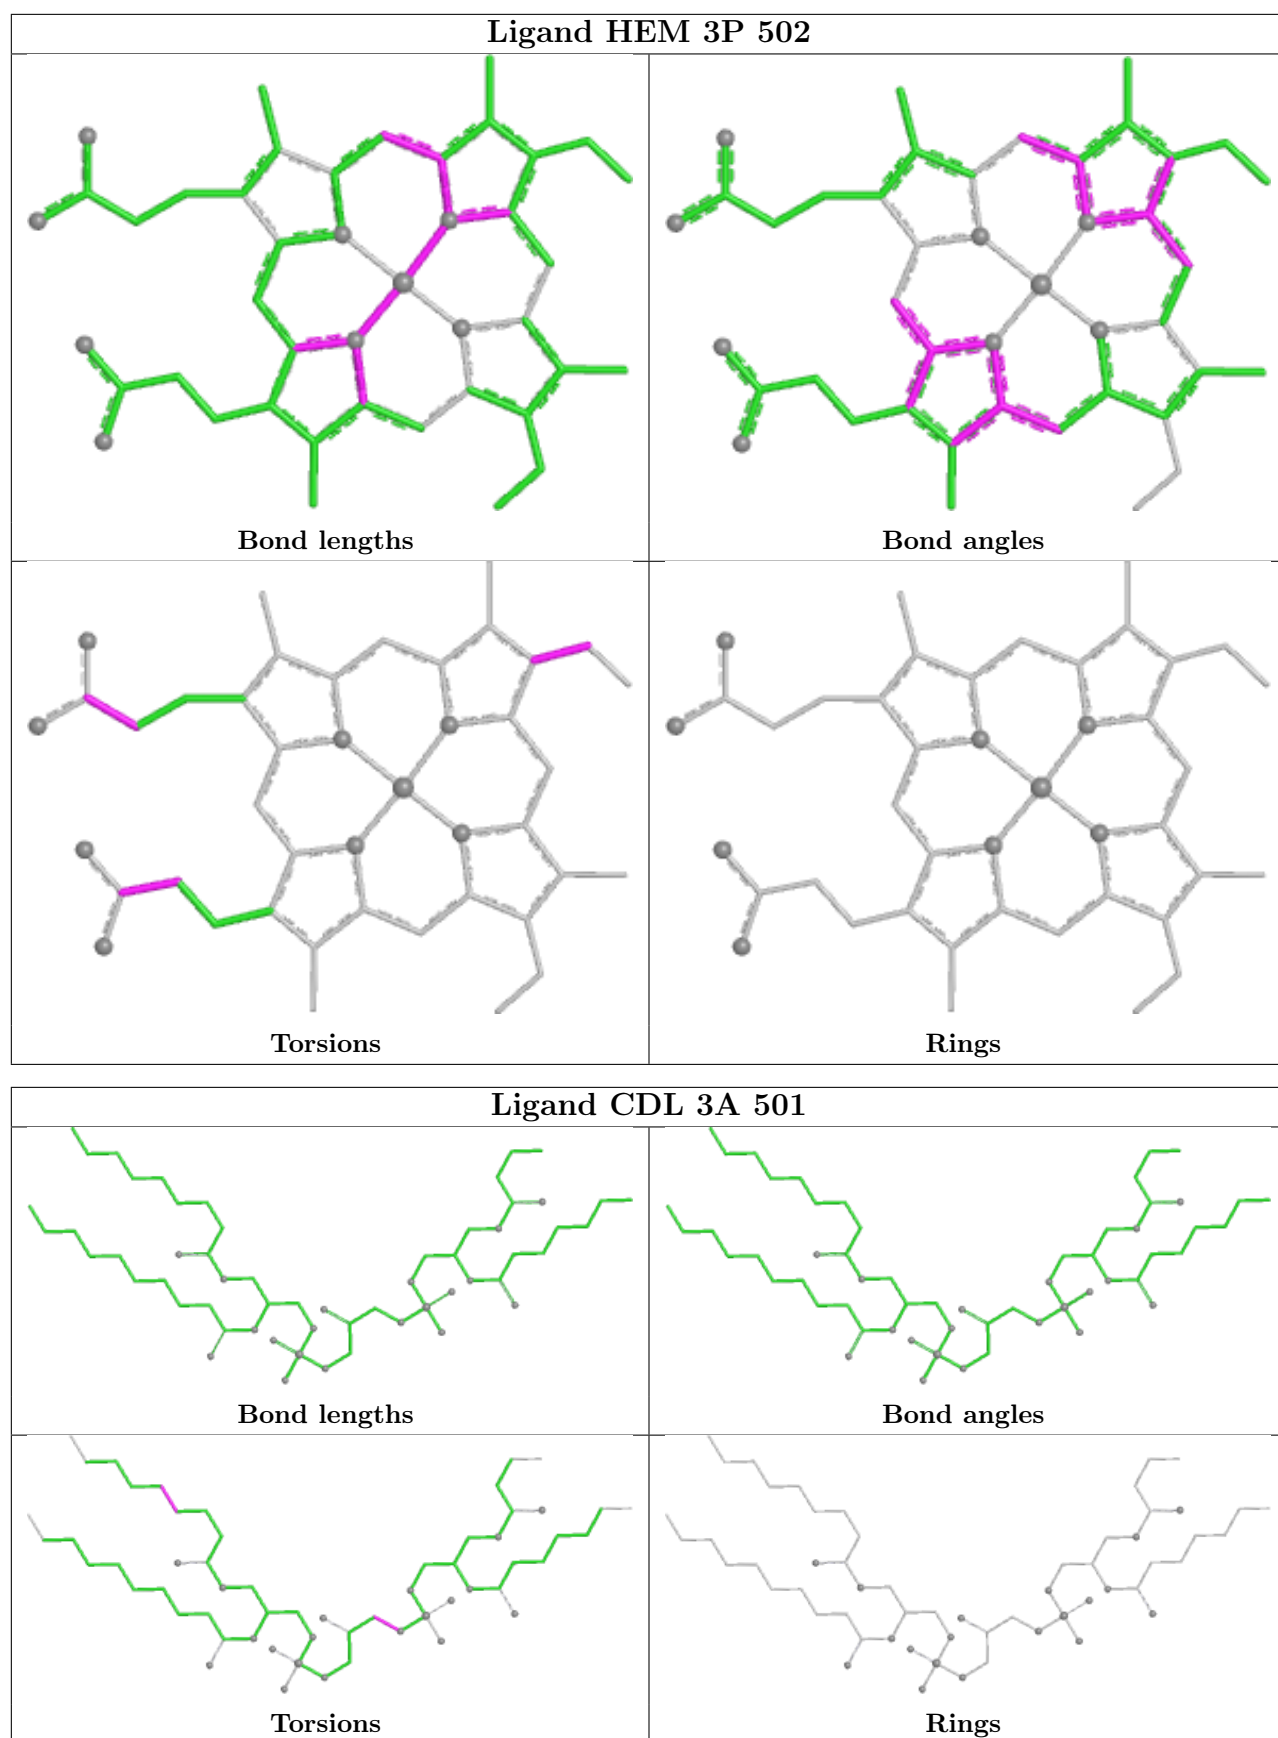 Ligand HEM 3P 502
Bond lengths
Bond angles
Torsions
Rings
Ligand CDL 3A 501
Bond lengths
Bond angles
Torsions
Rings